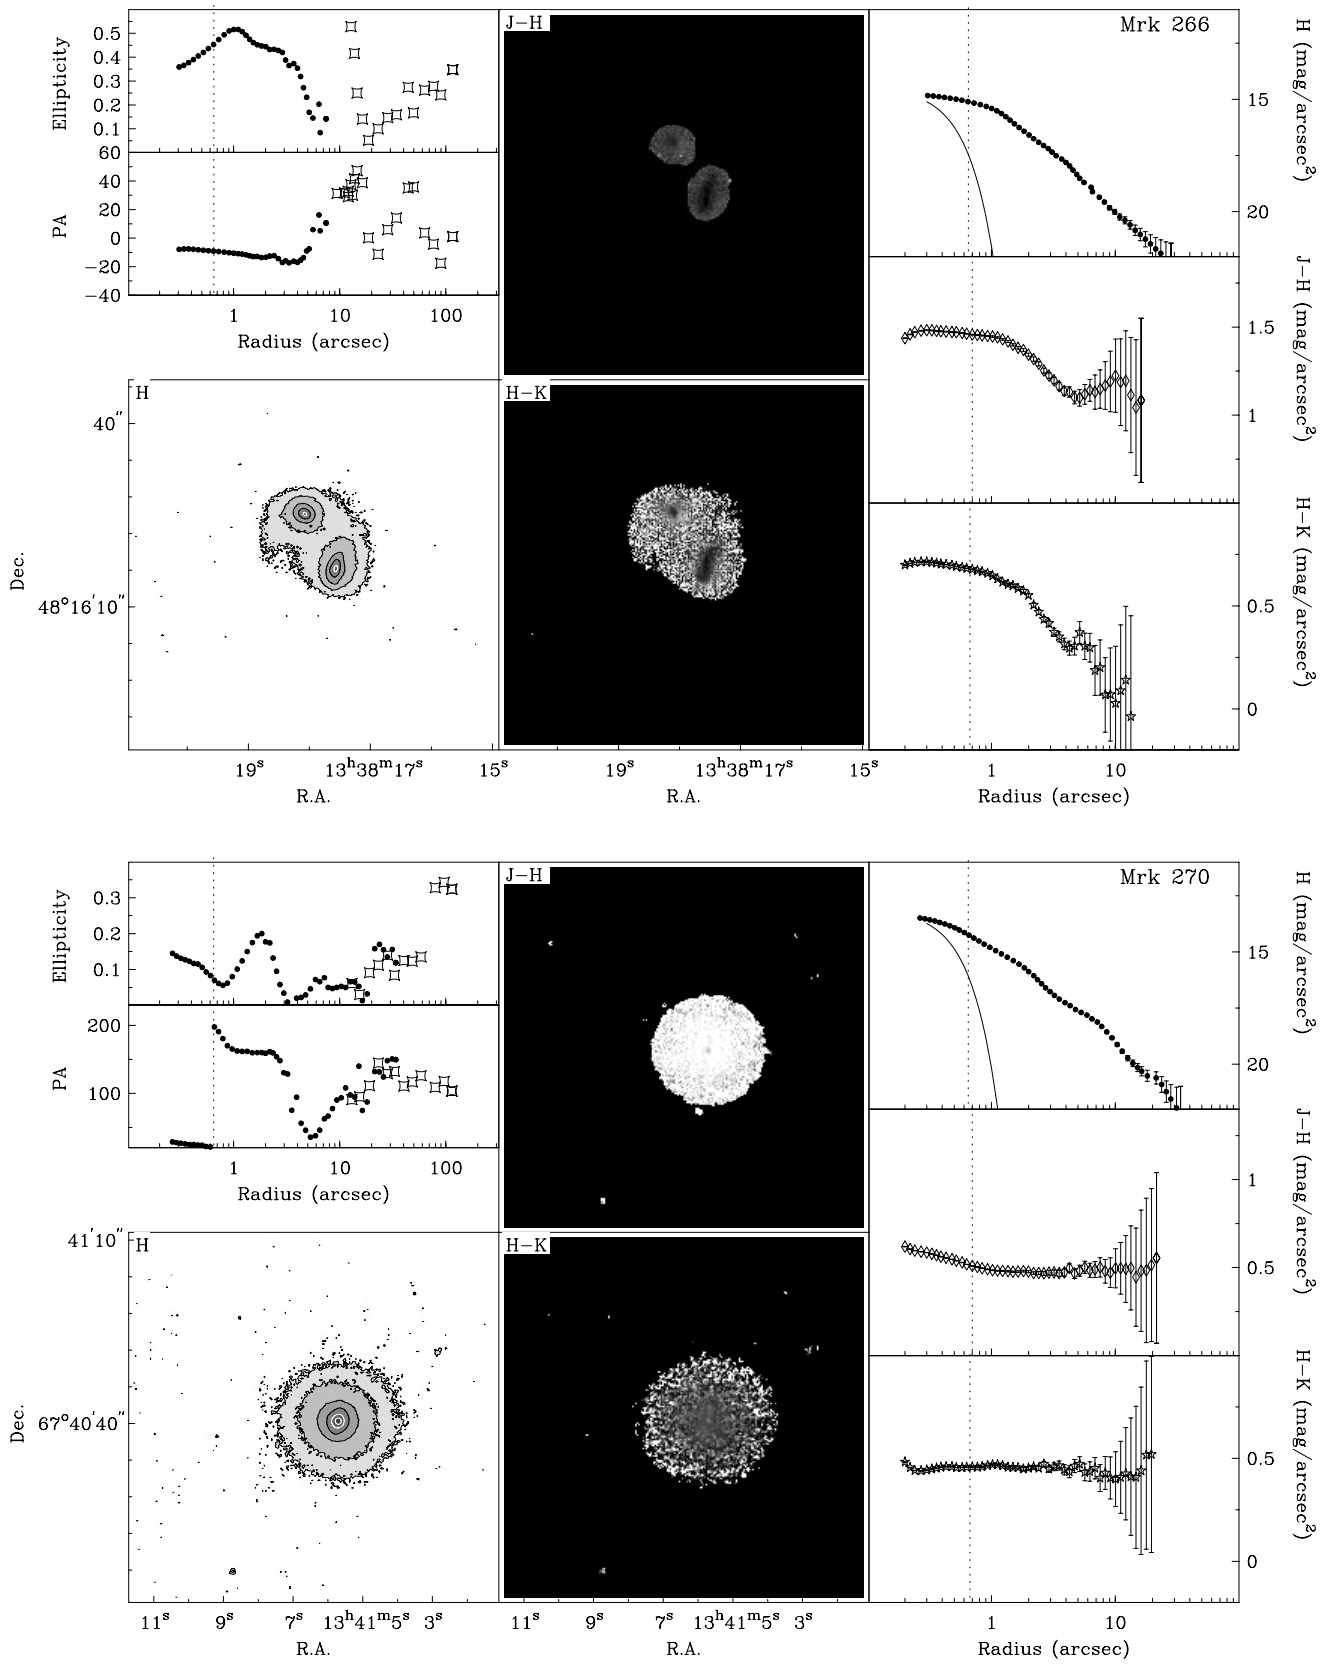 Mrk 266
Ellipticity
0.5
0.4
0.3
0.2
0.1
PA
60
40
20
0
−20
−40
1 10 100
Radius (arcsec)
J−H
H (mag/arcsec²)
15
20
J−H (mag/arcsec²)
1.5
1
H−K (mag/arcsec²)
0.5
0
1 10
Radius (arcsec)
H
Dec.
40″
48°16′10″
19ˢ 13ʰ38ᵐ17ˢ 15ˢ
R.A.
H−K
19ˢ 13ʰ38ᵐ17ˢ 15ˢ
R.A.
Mrk 270
Ellipticity
0.3
0.2
0.1
PA
200
100
1 10 100
Radius (arcsec)
J−H
H (mag/arcsec²)
15
20
J−H (mag/arcsec²)
1
0.5
H−K (mag/arcsec²)
0.5
0
1 10
Radius (arcsec)
H
Dec.
41′10″
67°40′40″
11ˢ 9ˢ 7ˢ 13ʰ41ᵐ5ˢ 3ˢ
R.A.
H−K
11ˢ 9ˢ 7ˢ 13ʰ41ᵐ5ˢ 3ˢ
R.A.